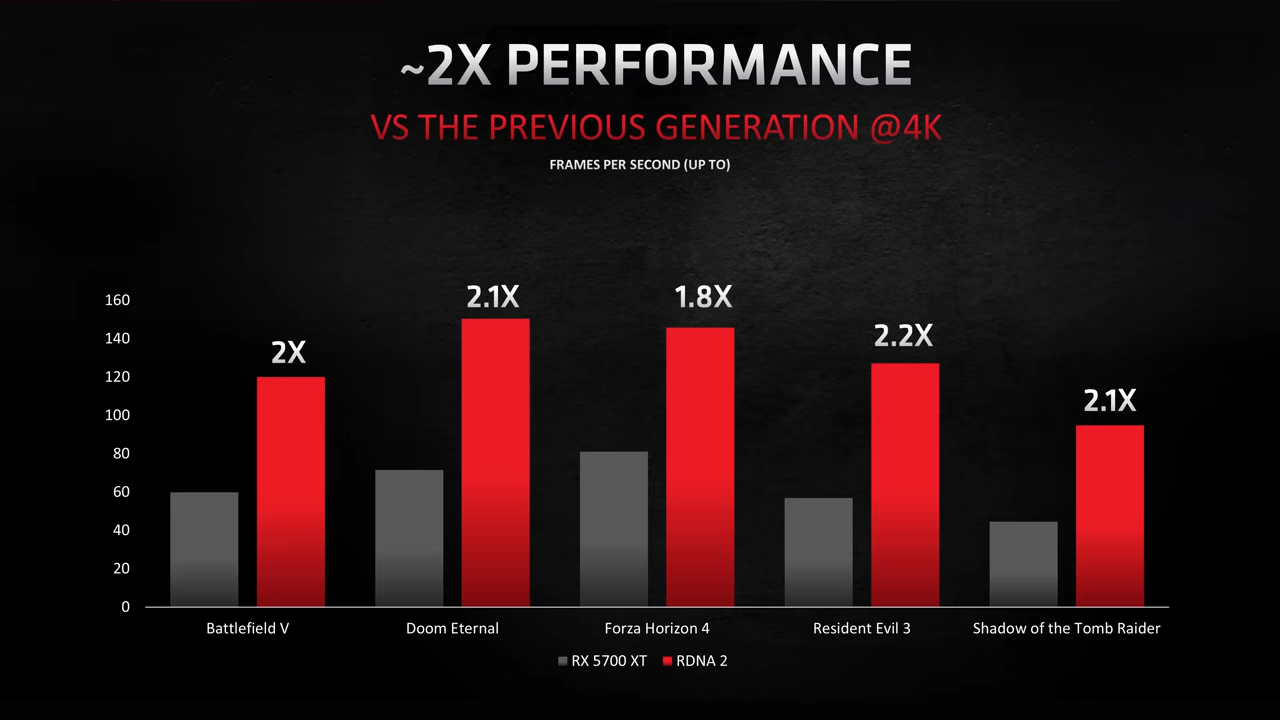 ~2X PERFORMANCE
VS THE PREVIOUS GENERATION @4K
FRAMES PER SECOND (UP TO)
160
140
120
100
80
60
40
20
0
2X
2.1X
1.8X
2.2X
2.1X
Battlefield V
Doom Eternal
Forza Horizon 4
Resident Evil 3
Shadow of the Tomb Raider
RX 5700 XT
RDNA 2